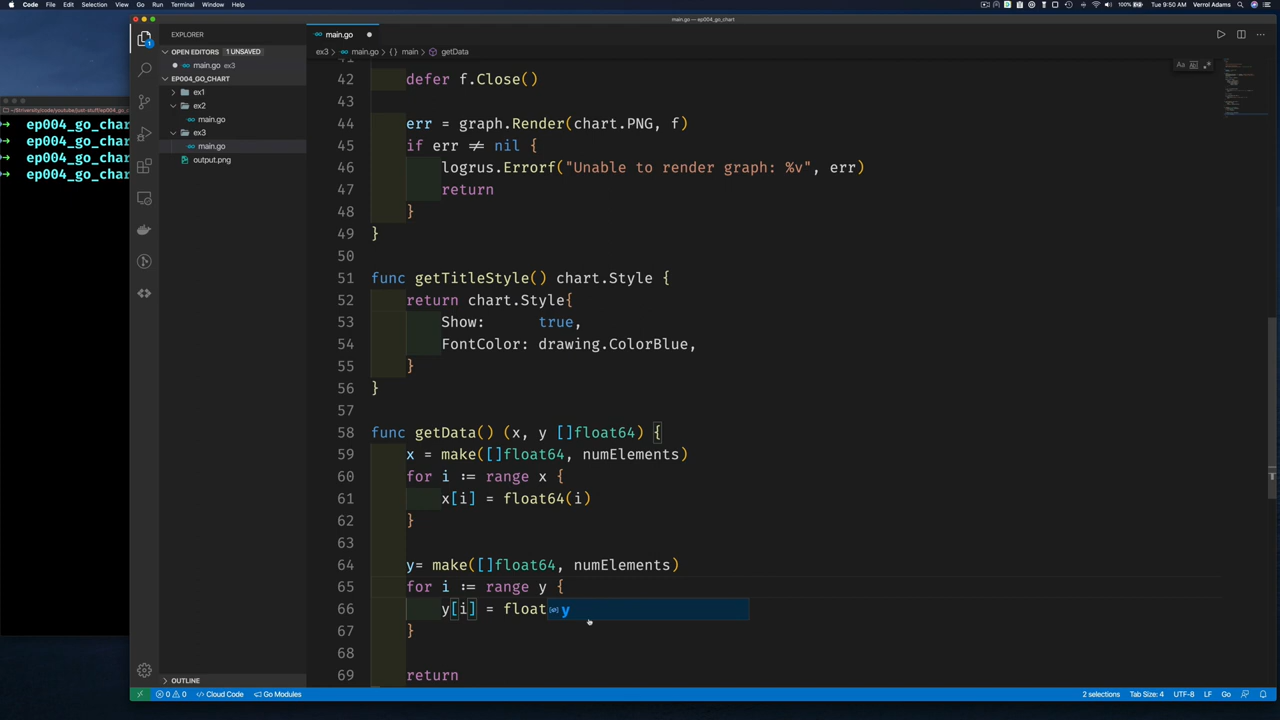 Code File Edit Selection View Go Run Terminal Window Help
100% Tue 9:50 AM Verrol Adams
main.go — ep004_go_chart
EXPLORER
OPEN EDITORS 1 UNSAVED
main.go ex3
EP004_GO_CHART
ex1
ex2
main.go
ex3
main.go
output.png
OUTLINE
ep004_go_chart
ep004_go_char
ep004_go_char
ep004_go_char
main.go
ex3 > main.go > {} main > getData
41
42 defer f.Close()
43
44 err = graph.Render(chart.PNG, f)
45 if err ≠ nil {
46 logrus.Errorf("Unable to render graph: %v", err)
47 return
48 }
49 }
50
51 func getTitleStyle() chart.Style {
52 return chart.Style{
53 Show: true,
54 FontColor: drawing.ColorBlue,
55 }
56 }
57
58 func getData() (x, y []float64) {
59 x = make([]float64, numElements)
60 for i := range x {
61 x[i] = float64(i)
62 }
63
64 y= make([]float64, numElements)
65 for i := range y {
66 y[i] = float y
67 }
68
69 return
0 0 Cloud Code Go Modules
2 selections Tab Size: 4 UTF-8 LF Go